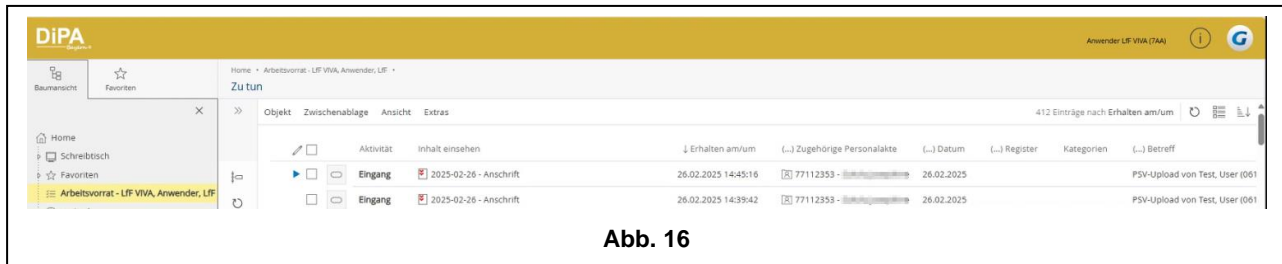 DiPA
Bayern
Anwender LfF VIVA (7AA)
Baumansicht
Favoriten
Home • Arbeitsvorrat - LfF VIVA, Anwender, LfF •
Zu tun
Objekt Zwischenablage Ansicht Extras
412 Einträge nach Erhalten am/um
Home
Schreibtisch
Favoriten
Arbeitsvorrat - LfF VIVA, Anwender, LfF
Aktivität Inhalt einsehen ↓ Erhalten am/um (...) Zugehörige Personalakte (...) Datum (...) Register Kategorien (...) Betreff
Eingang 2025-02-26 - Anschrift 26.02.2025 14:45:16 77112353 - 26.02.2025 PSV-Upload von Test, User (061
Eingang 2025-02-26 - Anschrift 26.02.2025 14:39:42 77112353 - 26.02.2025 PSV-Upload von Test, User (061
Abb. 16